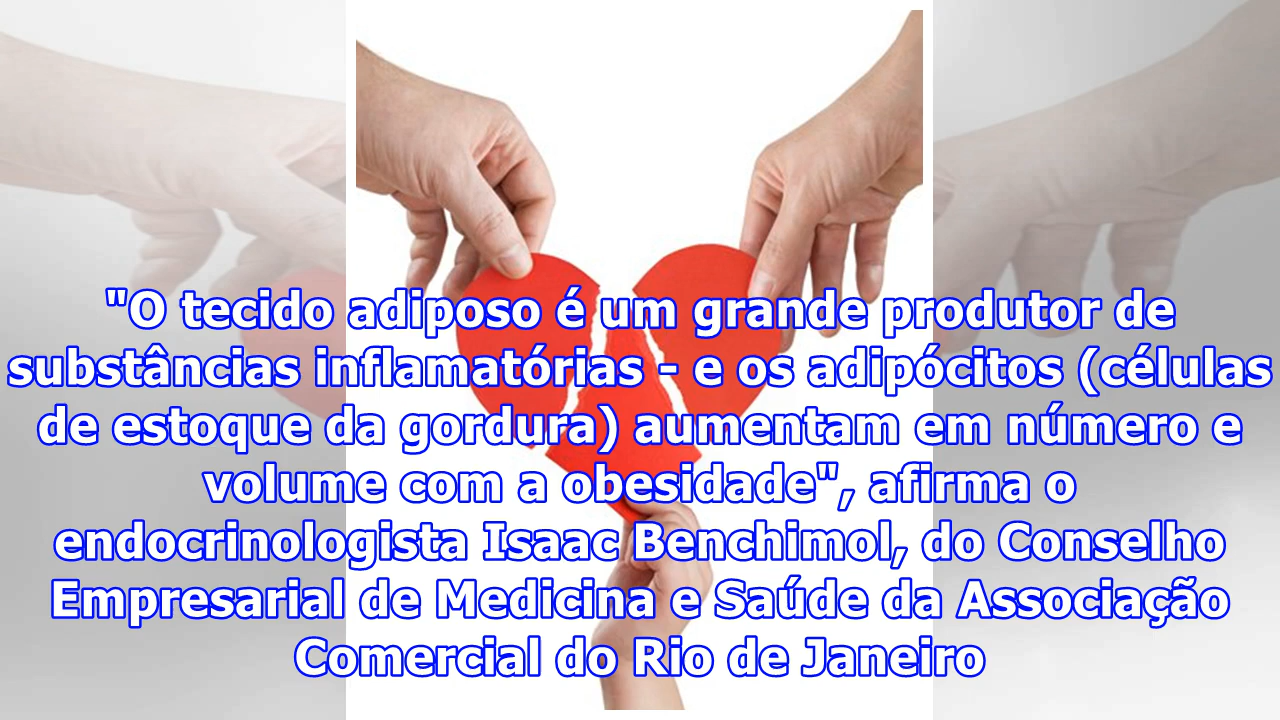 "O tecido adiposo é um grande produtor de
substâncias inflamatórias - e os adipócitos (células
de estoque da gordura) aumentam em número e
volume com a obesidade", afirma o
endocrinologista Isaac Benchimol, do Conselho
Empresarial de Medicina e Saúde da Associação
Comercial do Rio de Janeiro